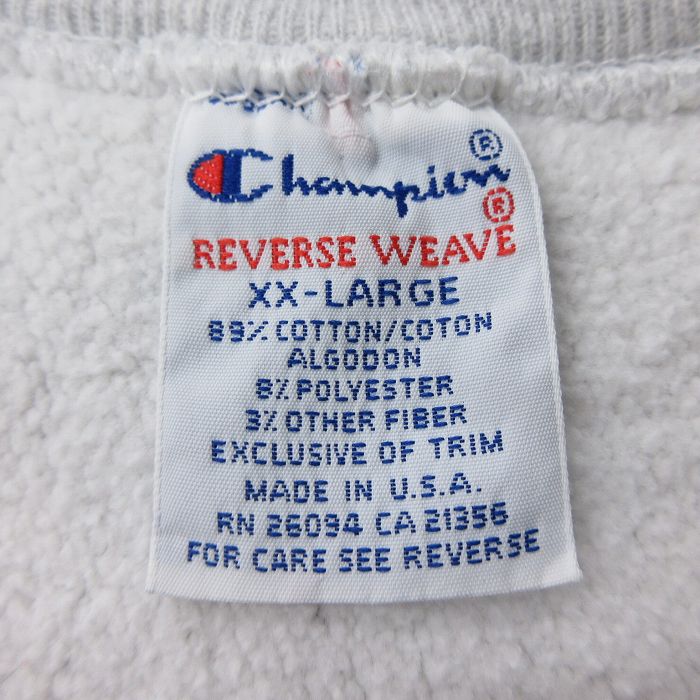 Champion®
REVERSE WEAVE®
XX-LARGE
89% COTTON/COTON
ALGODON
8% POLYESTER
3% OTHER FIBER
EXCLUSIVE OF TRIM
MADE IN U.S.A.
RN 26094 CA 21356
FOR CARE SEE REVERSE